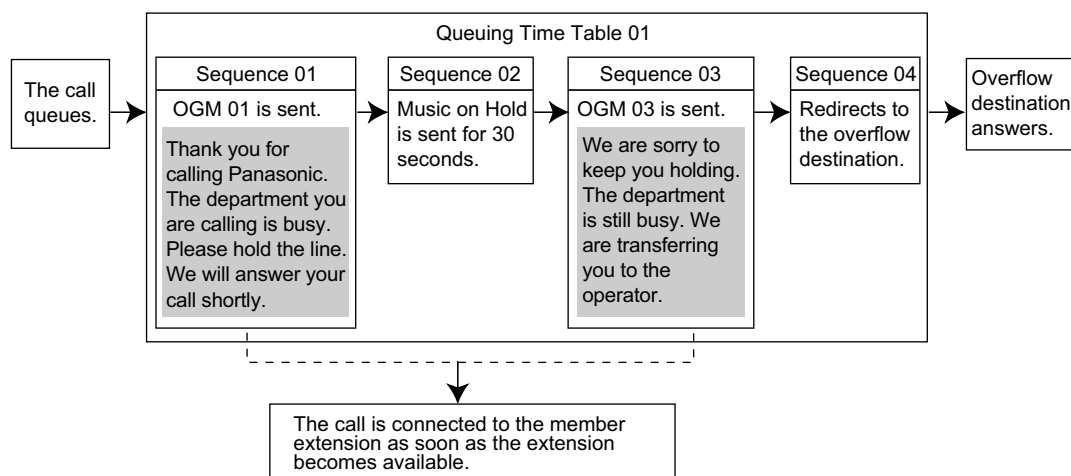 Queuing Time Table 01
The call
queues.
Sequence 01
OGM 01 is sent.
Thank you for
calling Panasonic.
The department you
are calling is busy.
Please hold the line.
We will answer your
call shortly.
Sequence 02
Music on Hold
is sent for 30
seconds.
Sequence 03
OGM 03 is sent.
We are sorry to
keep you holding.
The department
is still busy. We
are transferring
you to the
operator.
Sequence 04
Redirects to
the overflow
destination.
Overflow
destination
answers.
The call is connected to the member
extension as soon as the extension
becomes available.